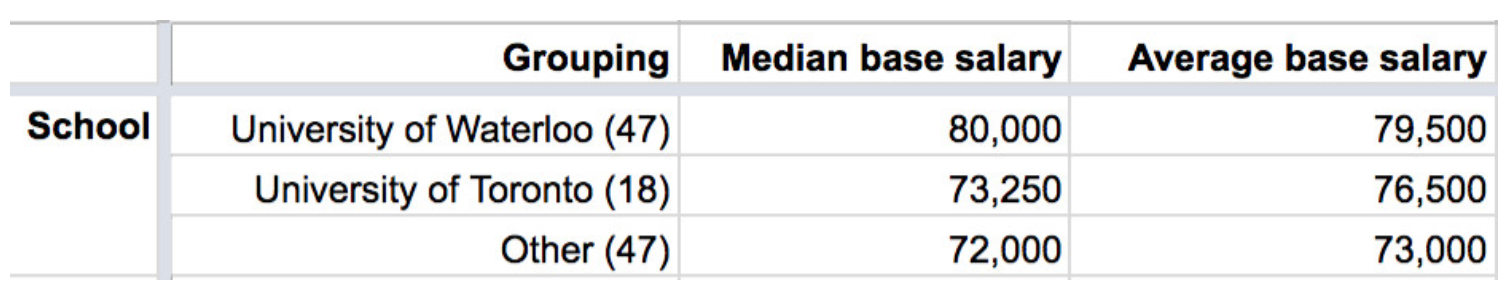 Grouping Median base salary Average base salary
School University of Waterloo (47) 80,000 79,500
University of Toronto (18) 73,250 76,500
Other (47) 72,000 73,000